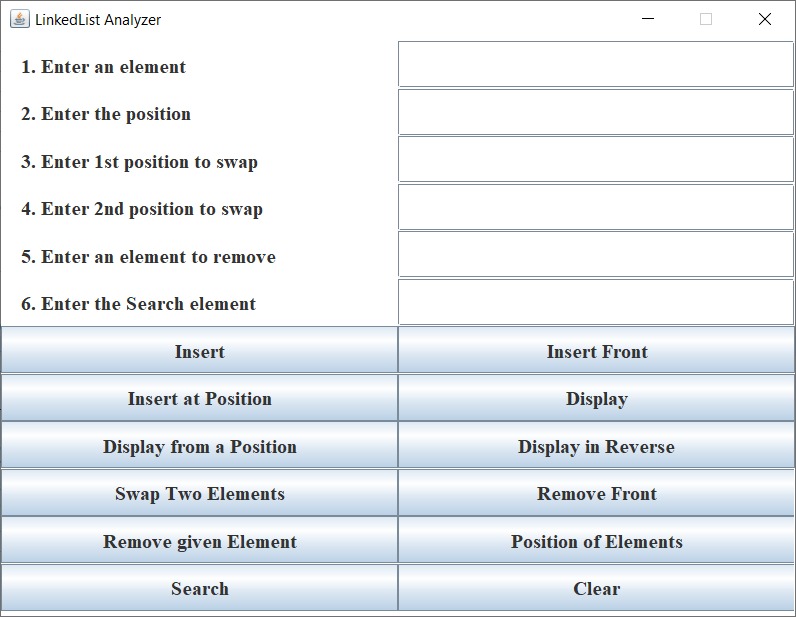 LinkedList Analyzer
1. Enter an element
2. Enter the position
3. Enter 1st position to swap
4. Enter 2nd position to swap
5. Enter an element to remove
6. Enter the Search element
Insert
Insert Front
Insert at Position
Display
Display from a Position
Display in Reverse
Swap Two Elements
Remove Front
Remove given Element
Position of Elements
Search
Clear